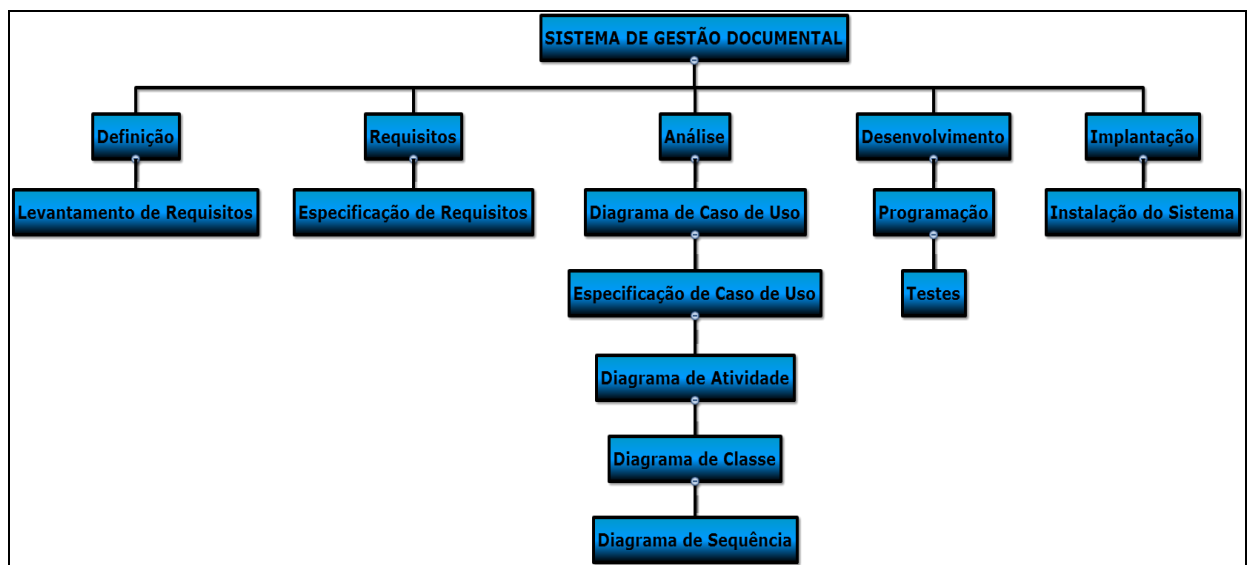 SISTEMA DE GESTÃO DOCUMENTAL
Definição
Requisitos
Análise
Desenvolvimento
Implantação
Levantamento de Requisitos
Especificação de Requisitos
Diagrama de Caso de Uso
Programação
Instalação do Sistema
Especificação de Caso de Uso
Testes
Diagrama de Atividade
Diagrama de Classe
Diagrama de Sequência